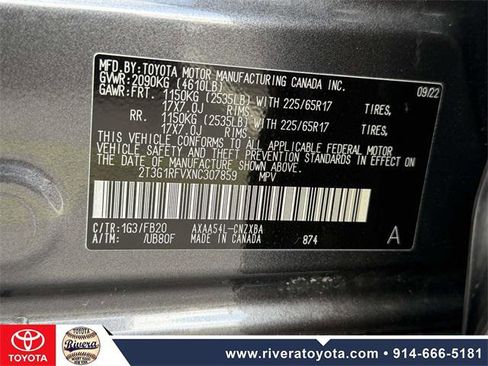 MFD.BY:TOYOTA MOTOR MANUFACTURING CANADA INC.
GVWR:2090KG (4610LB) 09/22
GAWR:FRT. 1150KG (2535LB) WITH 225/65R17 TIRES,
17X7.0J RIMS
RR. 1150KG (2535LB) WITH 225/65R17 TIRES,
17X7.0J RIMS
THIS VEHICLE CONFORMS TO ALL APPLICABLE FEDERAL MOTOR
VEHICLE SAFETY AND THEFT PREVENTION STANDARDS IN EFFECT ON
THE DATE OF MANUFACTURE SHOWN ABOVE.
2T3G1RFVXNC307859 MPV
C/TR:1G3/FB20 AXAA54L-CNZXBA
A/TM: /UB80F MADE IN CANADA 874 A
TOYOTA
TOYOTA
Rivera
www.riveratoyota.com • 914-666-5181